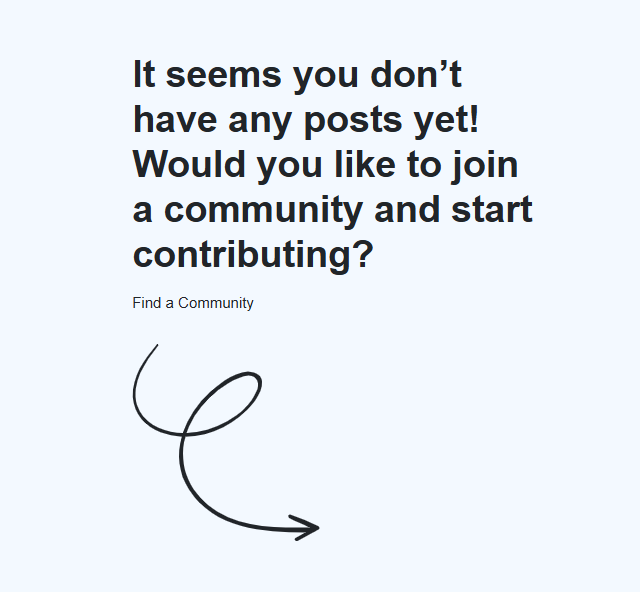 It seems you don’t
have any posts yet!
Would you like to join
a community and start
contributing?
Find a Community